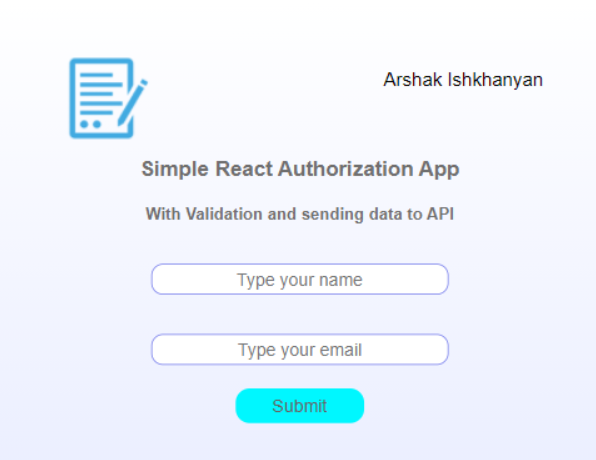 Arshak Ishkhanyan
Simple React Authorization App
With Validation and sending data to API
Type your name
Type your email
Submit